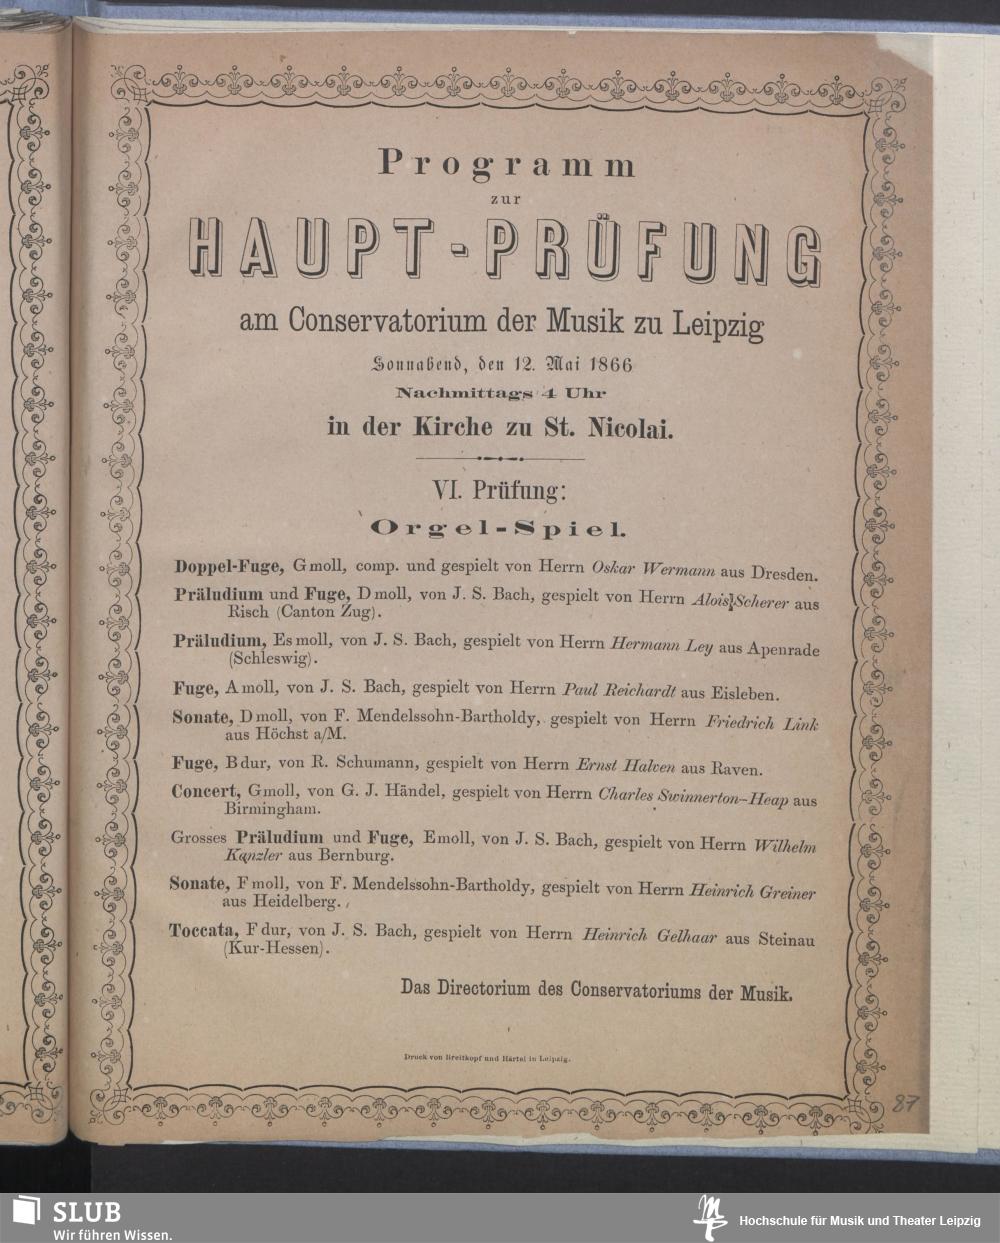 Programm
zur
HAUPT-PRÜFUNG
am Conservatorium der Musik zu Leipzig
Sonnabend, den 12. Mai 1866
Nachmittags 4 Uhr
in der Kirche zu St. Nicolai.
VI. Prüfung:
Orgel-Spiel.
Doppel-Fuge, G moll, comp. und gespielt von Herrn Oskar Wermann aus Dresden.
Präludium und Fuge, D moll, von J. S. Bach, gespielt von Herrn Alois Scherer aus
Risch (Canton Zug).
Präludium, Es moll, von J. S. Bach, gespielt von Herrn Hermann Ley aus Apenrade
(Schleswig).
Fuge, A moll, von J. S. Bach, gespielt von Herrn Paul Reichardt aus Eisleben.
Sonate, D moll, von F. Mendelssohn-Bartholdy, gespielt von Herrn Friedrich Link
aus Höchst a/M.
Fuge, B dur, von R. Schumann, gespielt von Herrn Ernst Halven aus Raven.
Concert, G moll, von G. J. Händel, gespielt von Herrn Charles Swinnerton-Heap aus
Birmingham.
Grosses Präludium und Fuge, E moll, von J. S. Bach, gespielt von Herrn Wilhelm
Kanzler aus Bernburg.
Sonate, F moll, von F. Mendelssohn-Bartholdy, gespielt von Herrn Heinrich Greiner
aus Heidelberg.
Toccata, F dur, von J. S. Bach, gespielt von Herrn Heinrich Gelhaar aus Steinau
(Kur-Hessen).
Das Directorium des Conservatoriums der Musik.
Druck von Breitkopf und Härtel in Leipzig.
87
SLUB
Wir führen Wissen.
Hochschule für Musik und Theater Leipzig